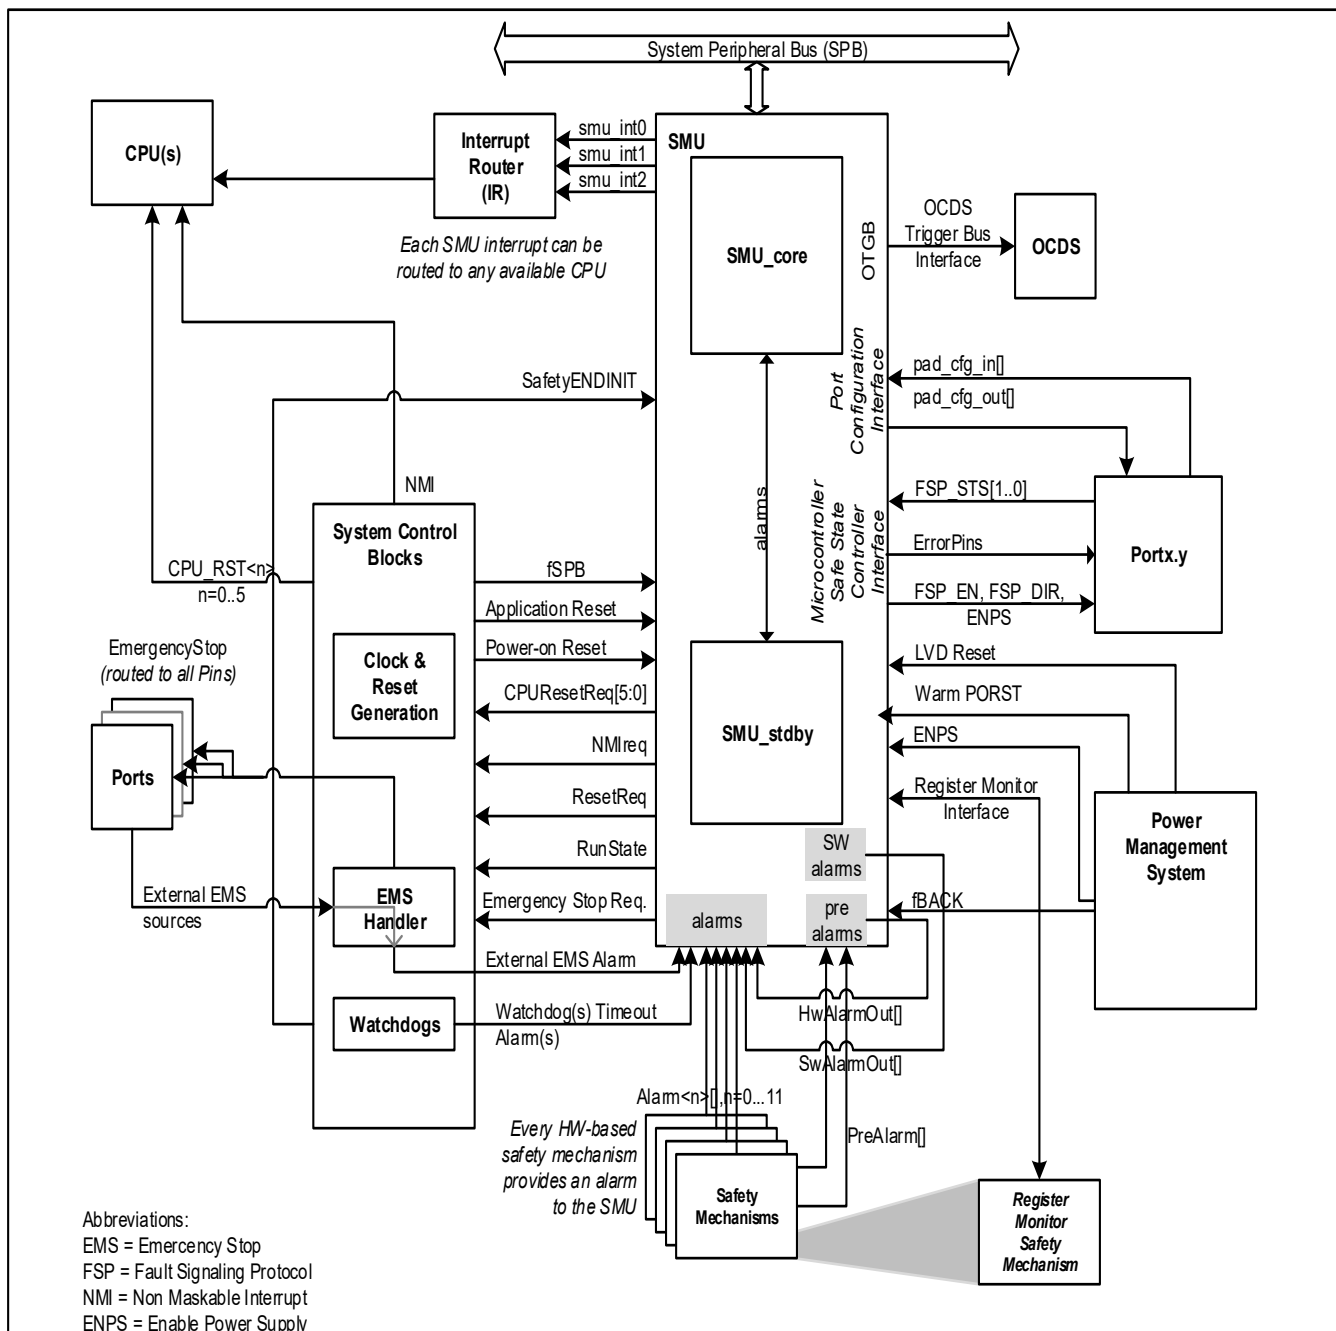 System Peripheral Bus (SPB)
CPU(s)
Interrupt
Router
(IR)
smu_int0
smu_int1
smu_int2
SMU
SMU_core
Each SMU interrupt can be
routed to any available CPU
OTGB
OCDS
Trigger Bus
Interface
OCDS
Port
Configuration
Interface
pad_cfg_in[]
pad_cfg_out[]
SafetyENDINIT
alarms
NMI
Microcontroller
Safe State
Controller
Interface
FSP_STS[1..0]
ErrorPins
FSP_EN, FSP_DIR,
ENPS
Portx.y
System Control
Blocks
CPU_RST<n>
n=0..5
fSPB
Application Reset
Power-on Reset
CPUResetReq[5:0]
NMIreq
ResetReq
RunState
Emergency Stop Req.
EmergencyStop
(routed to all Pins)
Clock &
Reset
Generation
Ports
SMU_stdby
LVD Reset
Warm PORST
ENPS
Register Monitor
Interface
Power
Management
System
SW
alarms
fBACK
External EMS
sources
EMS
Handler
alarms
pre
alarms
External EMS Alarm
Watchdogs
Watchdog(s) Timeout
Alarm(s)
HwAlarmOut[]
SwAlarmOut[]
Alarm<n>[],n=0...11
Every HW-based
safety mechanism
provides an alarm
to the SMU
PreAlarm[]
Safety
Mechanisms
Register
Monitor
Safety
Mechanism
Abbreviations:
EMS = Emercency Stop
FSP = Fault Signaling Protocol
NMI = Non Maskable Interrupt
ENPS = Enable Power Supply